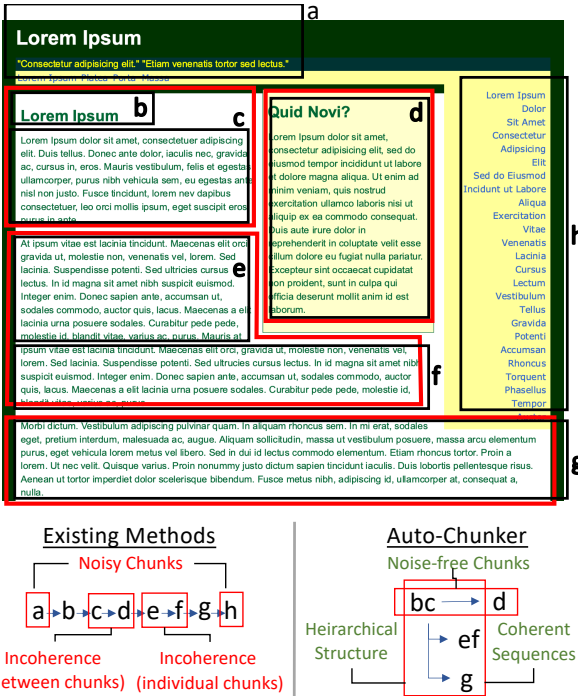 a
Lorem Ipsum
"Consectetur adipisicing elit." "Etiam venenatis tortor sed lectus."
Lorem Ipsum Platea Porta Massa
b
Lorem Ipsum
c
Lorem ipsum dolor sit amet, consectetuer adipiscing
elit. Duis tellus. Donec ante dolor, iaculis nec, gravida
ac, cursus in, eros. Mauris vestibulum, felis et egestas
ullamcorper, purus nibh vehicula sem, eu egestas ante
nisl non justo. Fusce tincidunt, lorem nev dapibus
consectetuer, leo orci mollis ipsum, eget suscipit eros
purus in ante.
d
Quid Novi?
Lorem ipsum dolor sit amet,
consectetur adipisicing elit, sed do
eiusmod tempor incididunt ut labore
et dolore magna aliqua. Ut enim ad
minim veniam, quis nostrud
exercitation ullamco laboris nisi ut
aliquip ex ea commodo consequat.
Duis aute irure dolor in
reprehenderit in coluptate velit esse
cillum dolore eu fugiat nulla pariatur.
Excepteur sint occaecat cupidatat
non proident, sunt in culpa qui
officia deserunt mollit anim id est
laborum.
e
At ipsum vitae est lacinia tincidunt. Maecenas elit orci,
gravida ut, molestie non, venenatis vel, lorem. Sed
lacinia. Suspendisse potenti. Sed ultricies cursus
lectus. In id magna sit amet nibh suspicit euismod.
Integer enim. Donec sapien ante, accumsan ut,
sodales commodo, auctor quis, lacus. Maecenas a elit
lacinia urna posuere sodales. Curabitur pede pede,
molestie id, blandit vitae, varius ac, purus. Mauris at
f
ipsum vitae est lacinia tincidunt. Maecenas elit orci, gravida ut, molestie non, venenatis vel,
lorem. Sed lacinia. Suspendisse potenti. Sed ultricies cursus lectus. In id magna sit amet nibh
suspicit euismod. Integer enim. Donec sapien ante, accumsan ut, sodales commodo, auctor
quis, lacus. Maecenas a elit lacinia urna posuere sodales. Curabitur pede pede, molestie id,
blandit vitae, varius ac, purus.
g
Morbi dictum. Vestibulum adipiscing pulvinar quam. In aliquam rhoncus sem. In mi erat, sodales
eget, pretium interdum, malesuada ac, augue. Aliquam sollicitudin, massa ut vestibulum posuere, massa arcu elementum
purus, eget vehicula lorem metus vel libero. Sed in dui id lectus commodo elementum. Etiam rhoncus tortor. Proin a
lorem. Ut nec velit. Quisque varius. Proin nonummy justo dictum sapien tincidunt iaculis. Duis lobortis pellentesque risus.
Aenean ut tortor imperdiet dolor scelerisque bibendum. Fusce metus nibh, adipiscing id, ullamcorper at, consequat a,
nulla.
h
Lorem Ipsum
Dolor
Sit Amet
Consectetur
Adipsicing
Elit
Sed do Eiusmod
Incidunt ut Labore
Aliqua
Exercitation
Vitae
Venenatis
Lacinia
Cursus
Lectum
Vestibulum
Tellus
Gravida
Potenti
Accumsan
Rhoncus
Torquent
Phasellus
Tempor
Existing Methods
Noisy Chunks
a b c d e f g h
Incoherence
etween chunks)
Incoherence
(individual chunks)
Auto-Chunker
Noise-free Chunks
bc d
ef
g
Heirarchical
Structure
Coherent
Sequences